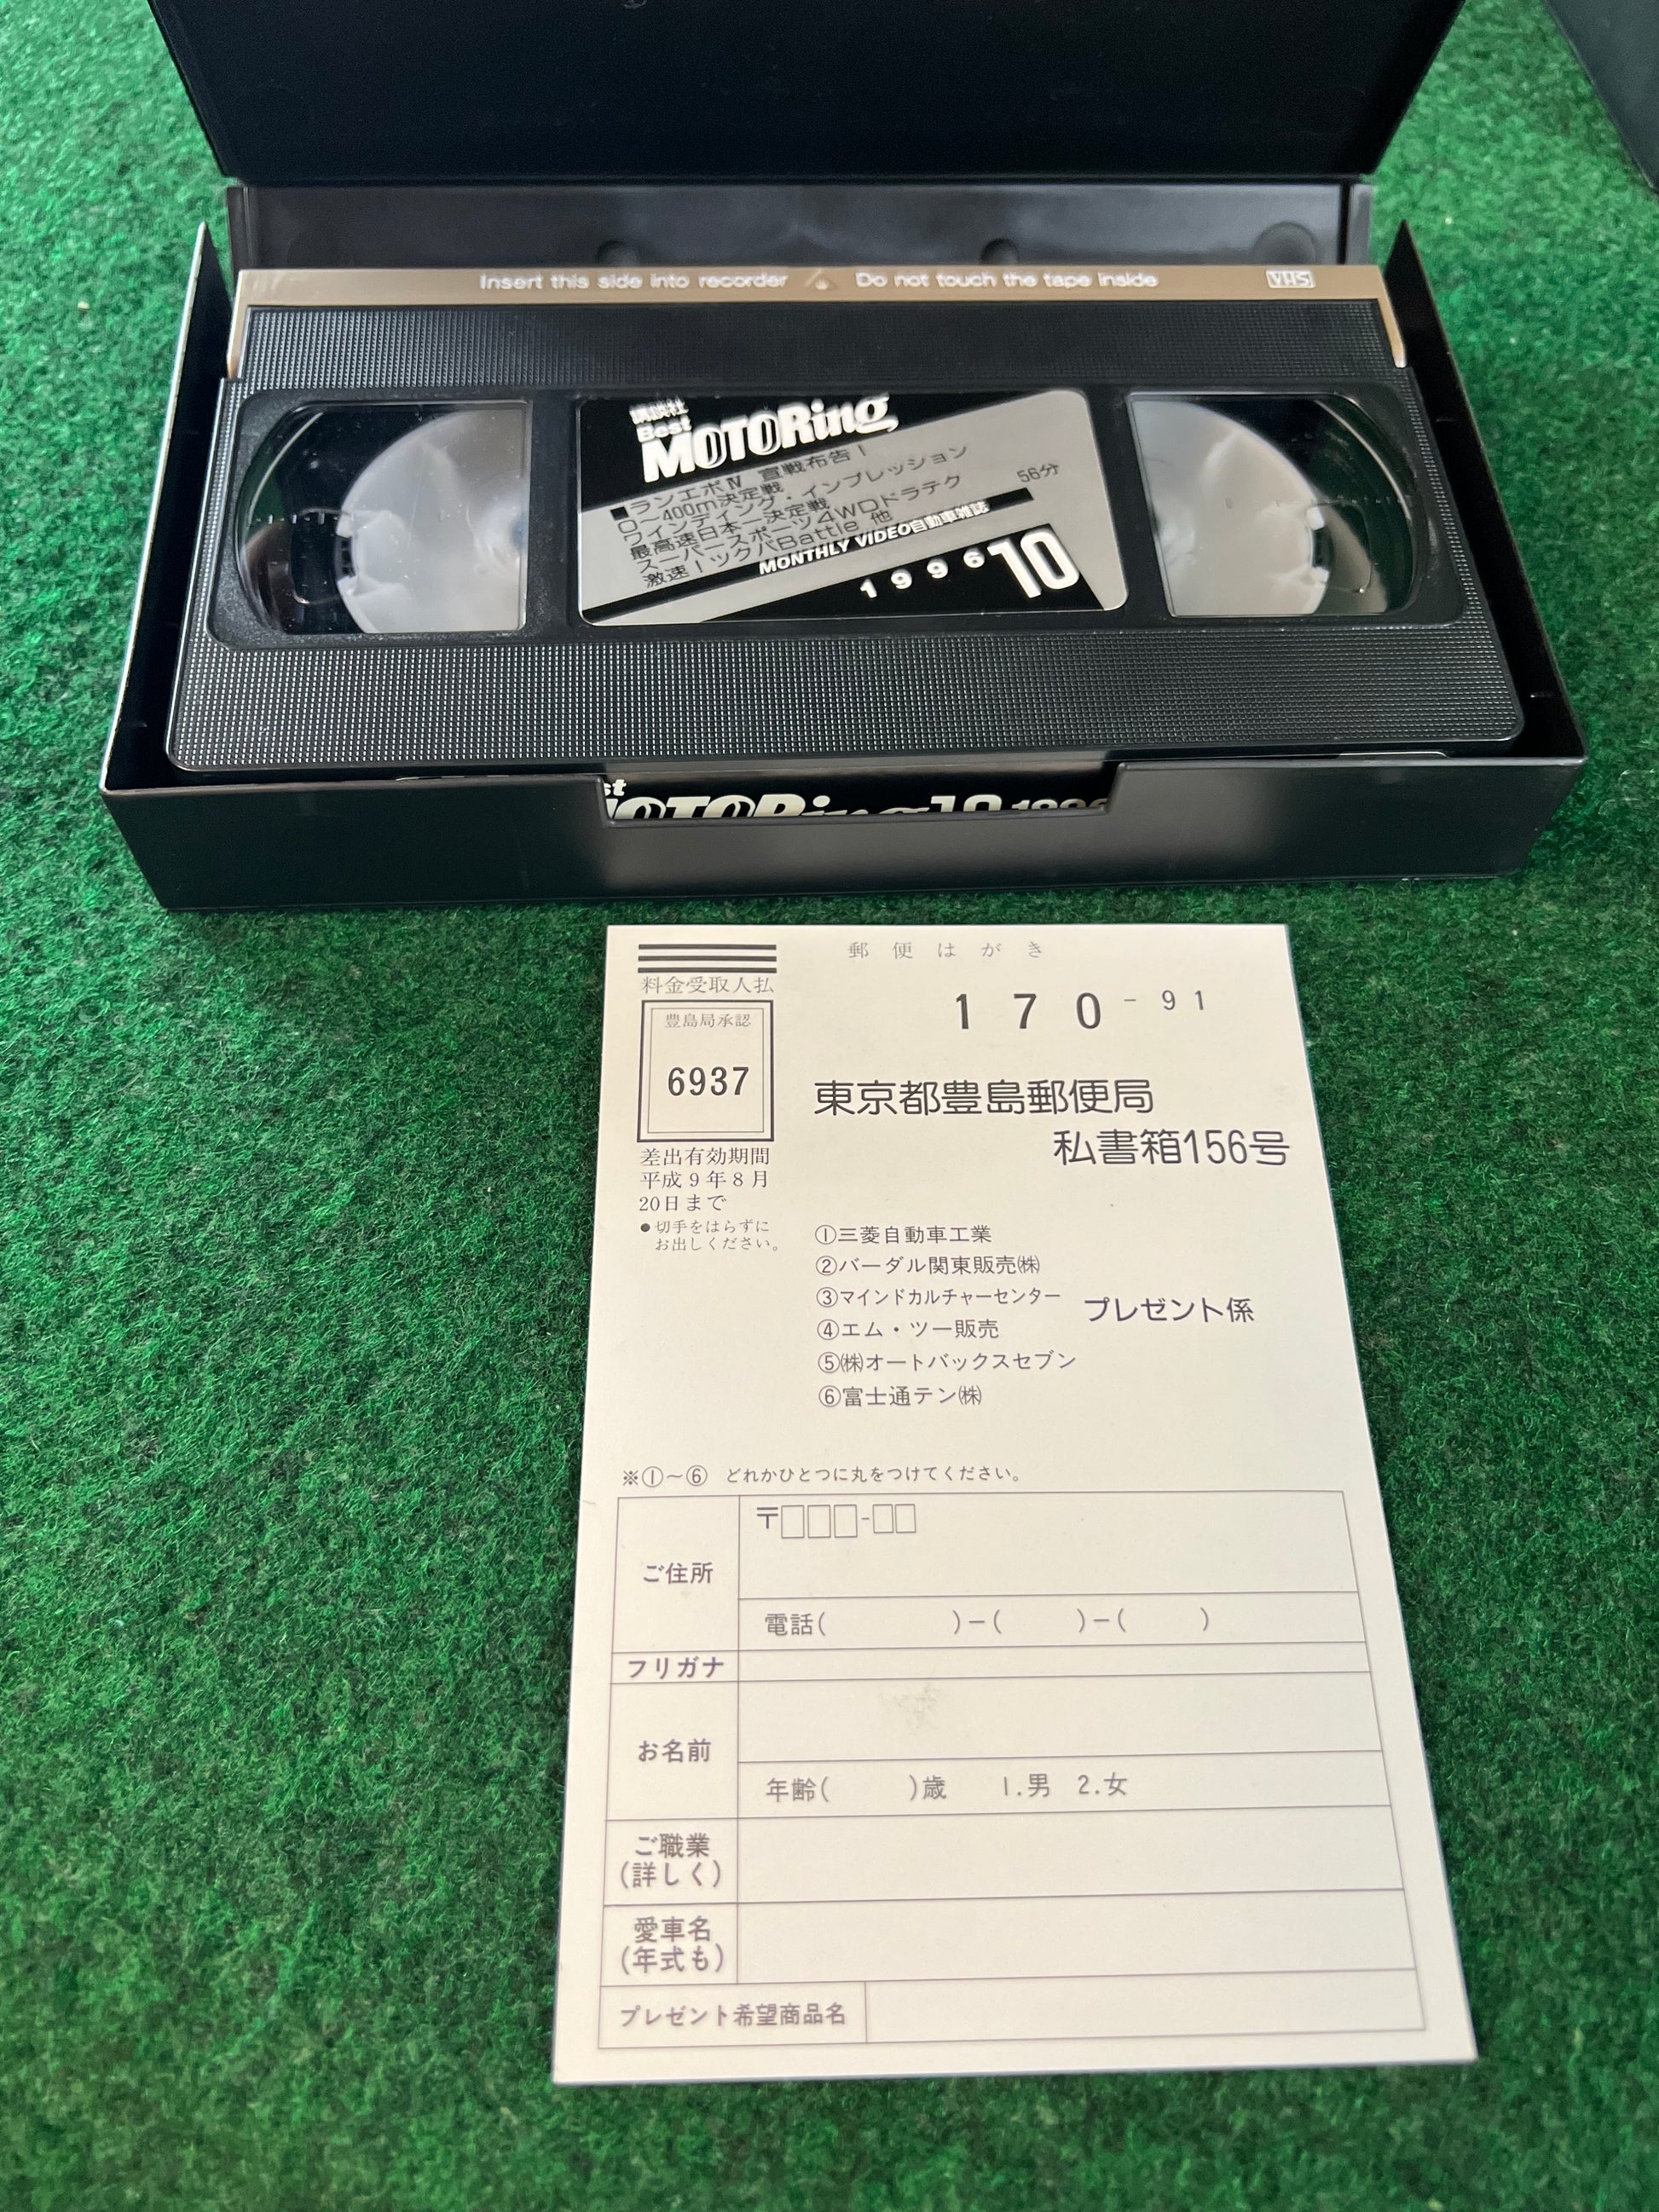 Insert this side into recorder Do not touch the tape inside VHS
講談社
Best
MOTORing
■ランエボⅣ 宣戦布告!
0〜400m決定戦
ワインディング・インプレッション
最高速日本一決定戦 56分
スーパースポーツ4WDドラテク
激速!ツックバBattle 他
MONTHLY VIDEO自動車雑誌
1996 10
郵便はがき
料金受取人払
170-91
豊島局承認
6937
東京都豊島郵便局
私書箱156号
差出有効期間
平成9年8月
20日まで
●切手をはらずに
お出しください。
①三菱自動車工業
②バーダル関東販売㈱
③マインドカルチャーセンター
プレゼント係
④エム・ツー販売
⑤㈱オートバックスセブン
⑥富士通テン㈱
※①〜⑥ どれかひとつに丸をつけてください。
ご住所
〒□□□-□□
電話( )-( )-( )
フリガナ
お名前
年齢( )歳 1.男 2.女
ご職業
(詳しく)
愛車名
(年式も)
プレゼント希望商品名